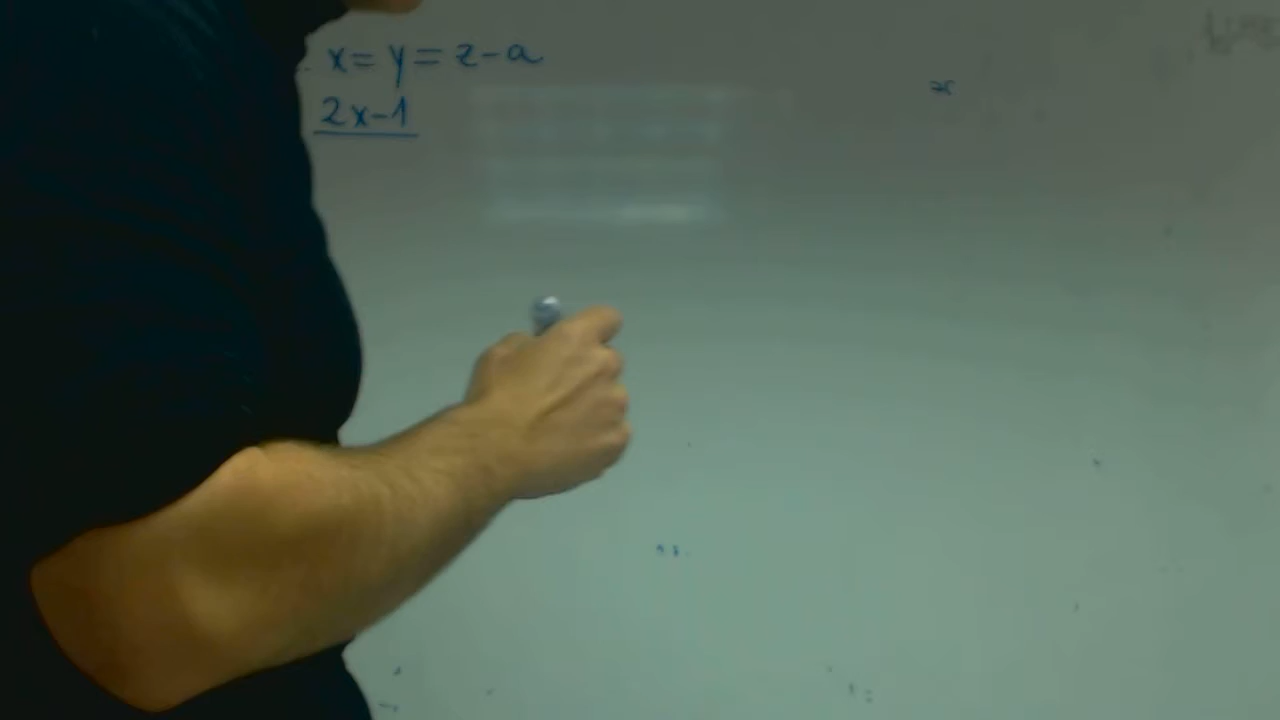 x = y = z - a
2x-1